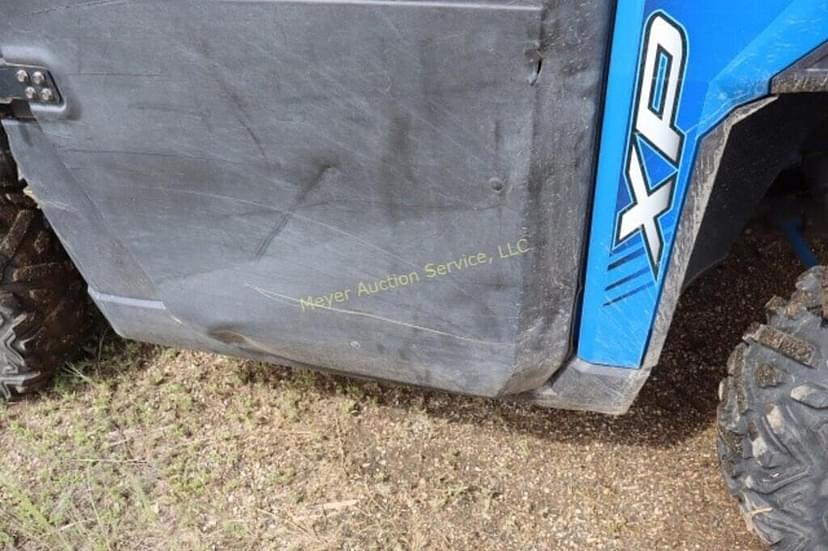 XP
Meyer Auction Service, LLC